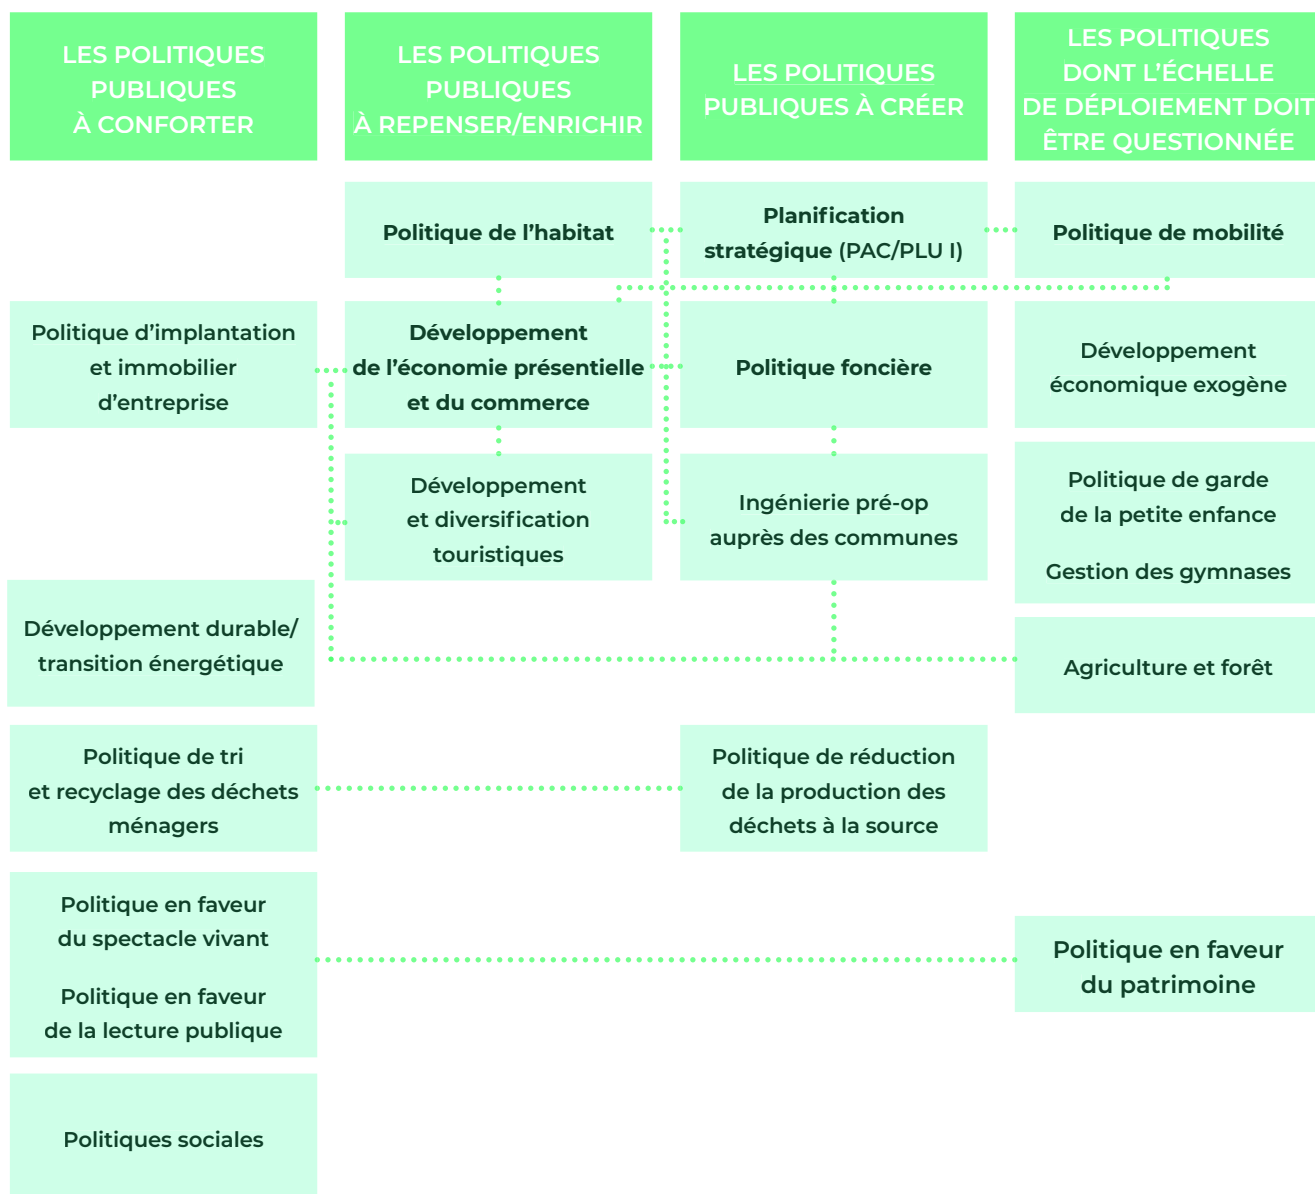 LES POLITIQUES
PUBLIQUES
À CONFORTER
LES POLITIQUES
PUBLIQUES
À REPENSER/ENRICHIR
LES POLITIQUES
PUBLIQUES À CRÉER
LES POLITIQUES
DONT L’ÉCHELLE
DE DÉPLOIEMENT DOIT
ÊTRE QUESTIONNÉE
Politique de l’habitat
Planification
stratégique (PAC/PLU I)
Politique de mobilité
Politique d’implantation
et immobilier
d’entreprise
Développement
de l’économie présentielle
et du commerce
Politique foncière
Développement
économique exogène
Développement
et diversification
touristiques
Ingénierie pré-op
auprès des communes
Politique de garde
de la petite enfance
Gestion des gymnases
Développement durable/
transition énergétique
Agriculture et forêt
Politique de tri
et recyclage des déchets
ménagers
Politique de réduction
de la production des
déchets à la source
Politique en faveur
du spectacle vivant
Politique en faveur
de la lecture publique
Politique en faveur
du patrimoine
Politiques sociales